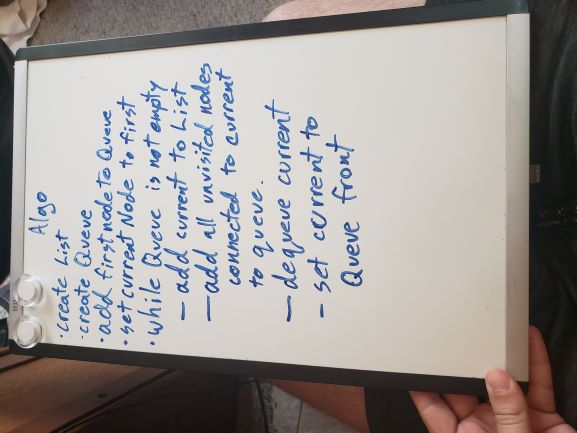 Algo
· Create List
· create Queue
· add first node to Queue
· set current Node to first
· while Queue is not empty
— add current to List
— add all unvisited nodes
connected to current
to queue.
— dequeue current
— set current to
Queue front